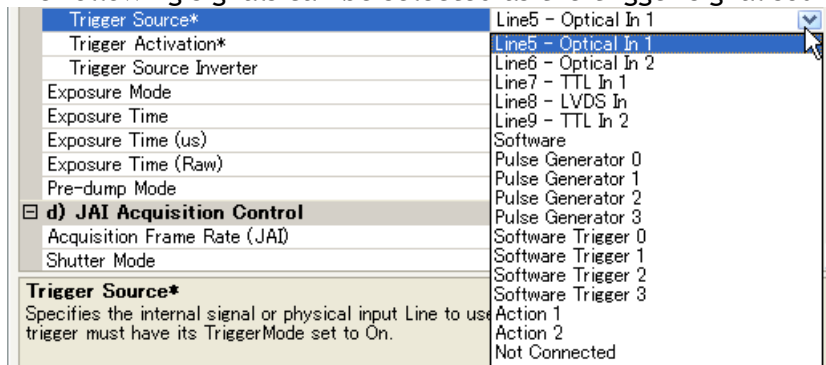 Trigger Source* Line5 - Optical In 1
Trigger Activation*
Trigger Source Inverter
Exposure Mode
Exposure Time
Exposure Time (us)
Exposure Time (Raw)
Pre-dump Mode
d) JAI Acquisition Control
Acquisition Frame Rate (JAI)
Shutter Mode
Line5 - Optical In 1
Line6 - Optical In 2
Line7 - TTL In 1
Line8 - LVDS In
Line9 - TTL In 2
Software
Pulse Generator 0
Pulse Generator 1
Pulse Generator 2
Pulse Generator 3
Software Trigger 0
Software Trigger 1
Software Trigger 2
Software Trigger 3
Action 1
Action 2
Not Connected
Trigger Source*
Specifies the internal signal or physical input Line to use
trigger must have its TriggerMode set to On.